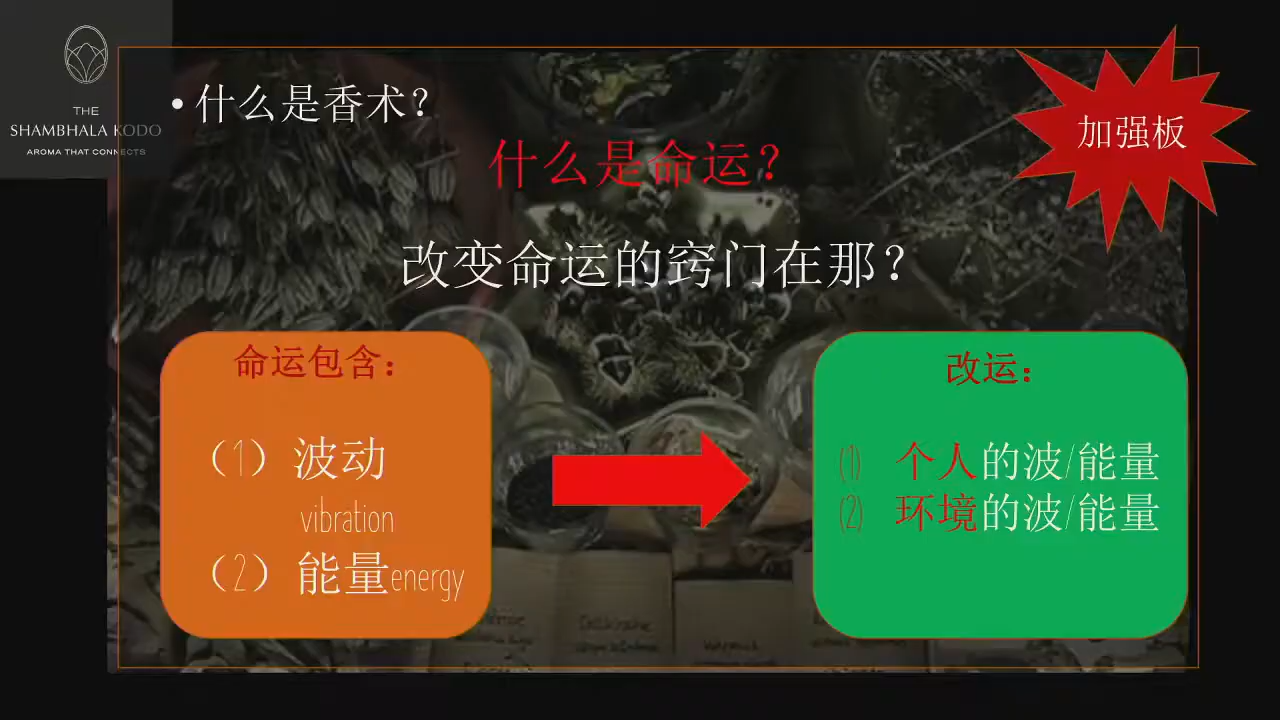 THE
SHAMBHALA KODO
AROMA THAT CONNECTS
•什么是香术？
加强板
什么是命运？
改变命运的窍门在那？
命运包含：
（1）波动
vibration
（2）能量energy
改运：
(1) 个人的波/能量
(2) 环境的波/能量